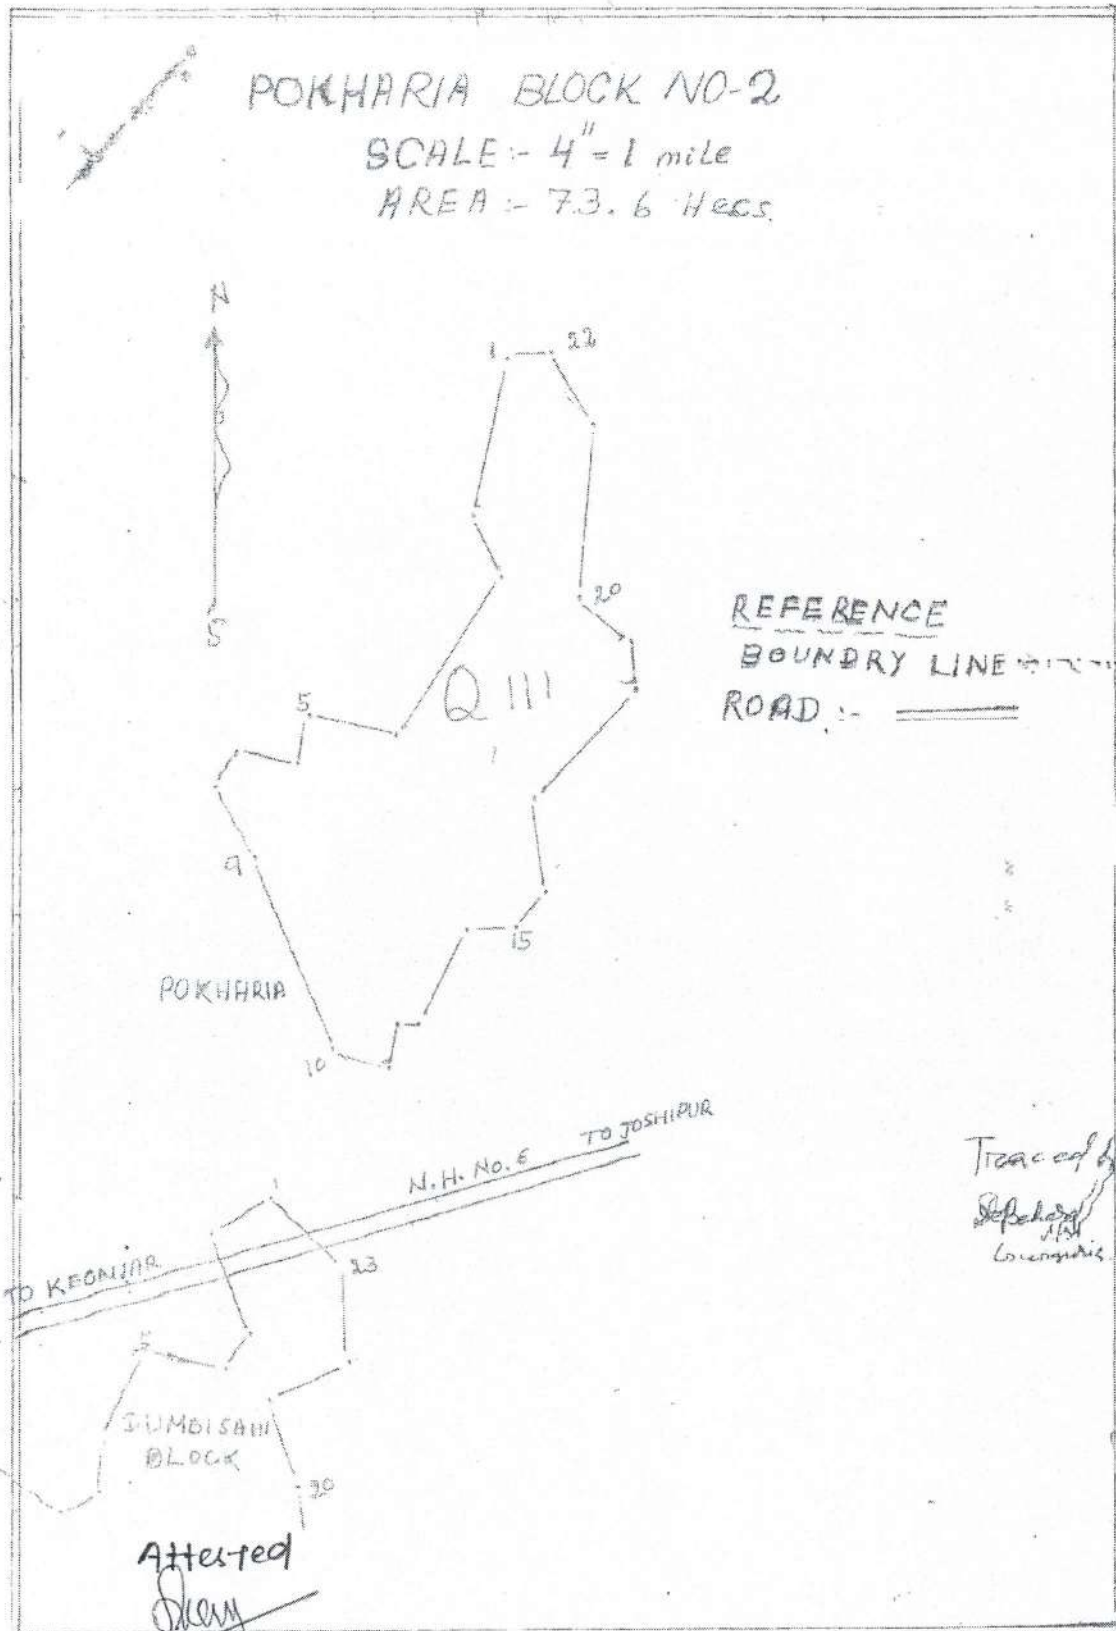 POKHARIA BLOCK NO-2
SCALE:- 4"=1 mile
AREA:- 73.6 Hecs.
N
S
1
22
20
REFERENCE
BOUNDRY LINE
ROAD:-
5
Q III
9
15
POKHARIA
10
TO JOSHIPUR
N.H. No. 6
Traced by
1
TO KEONJAR
23
5
DUMBISAHI
BLOCK
20
Attested